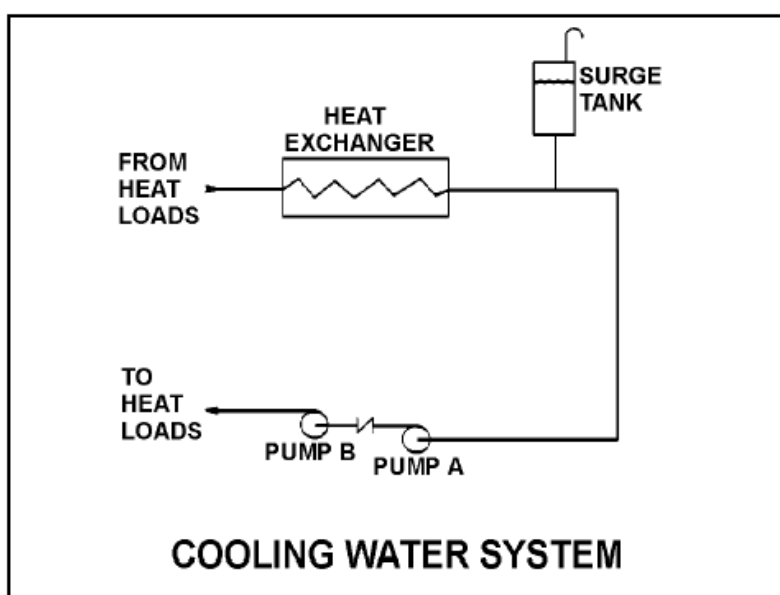 SURGE
TANK
HEAT
EXCHANGER
FROM
HEAT
LOADS
TO
HEAT
LOADS
PUMP B
PUMP A
COOLING WATER SYSTEM